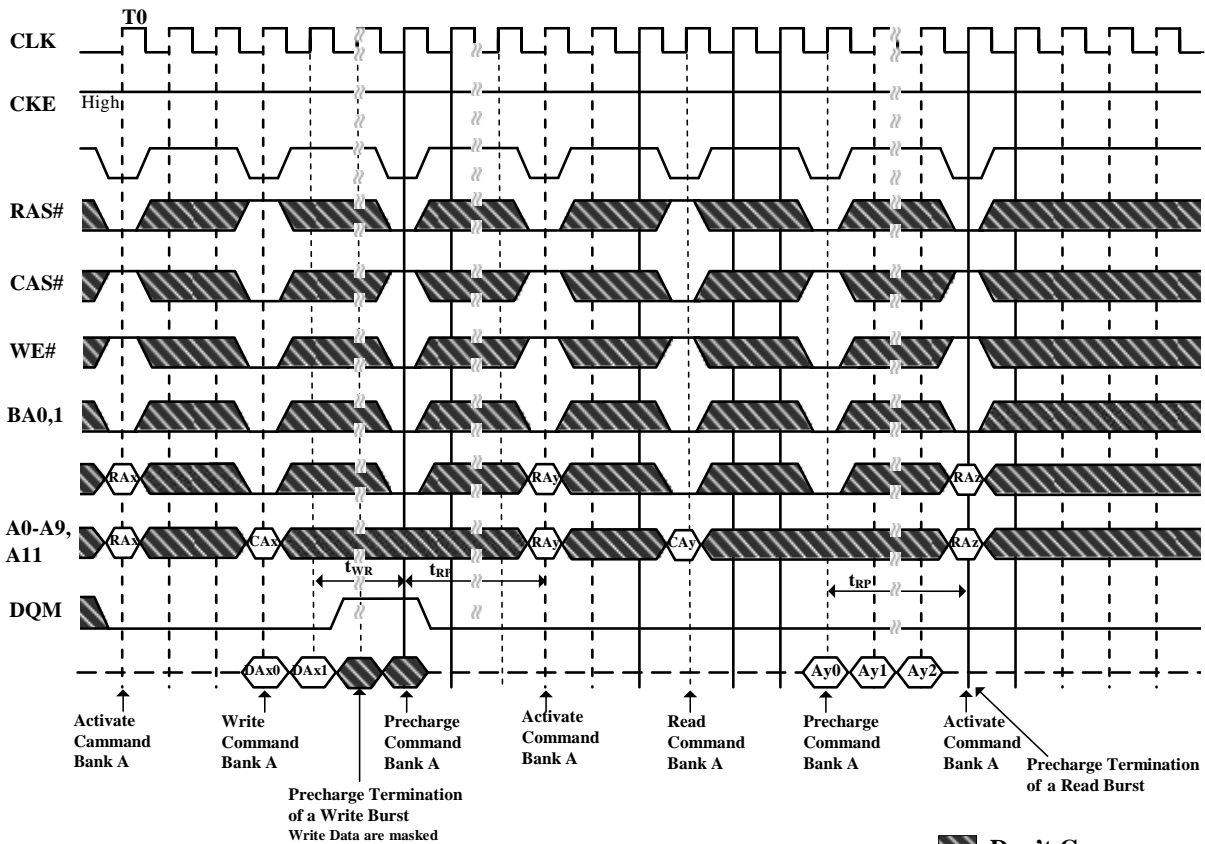 T0
CLK
CKE High
RAS#
CAS#
WE#
BA0,1
RAx RAy RAz
A0-A9,
A11
RAx CAx RAy CAy RAz
tWR tRP tRP
DQM
DAx0 DAx1 Ay0 Ay1 Ay2
Activate
Cammand
Bank A
Write
Command
Bank A
Precharge
Command
Bank A
Activate
Command
Bank A
Read
Command
Bank A
Precharge
Command
Bank A
Activate
Command
Bank A
Precharge Termination
of a Read Burst
Precharge Termination
of a Write Burst
Write Data are masked